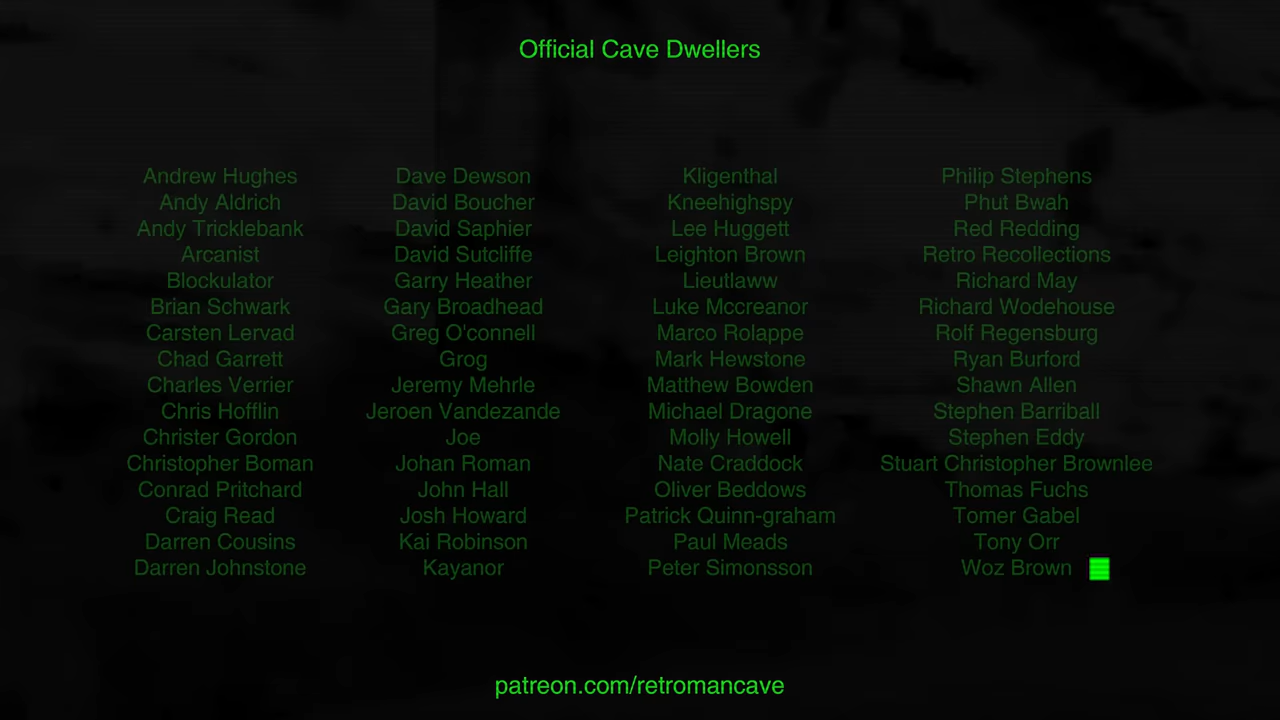 Official Cave Dwellers
Andrew Hughes
Andy Aldrich
Andy Tricklebank
Arcanist
Blockulator
Brian Schwark
Carsten Lervad
Chad Garrett
Charles Verrier
Chris Hofflin
Christer Gordon
Christopher Boman
Conrad Pritchard
Craig Read
Darren Cousins
Darren Johnstone
Dave Dewson
David Boucher
David Saphier
David Sutcliffe
Garry Heather
Gary Broadhead
Greg O'connell
Grog
Jeremy Mehrle
Jeroen Vandezande
Joe
Johan Roman
John Hall
Josh Howard
Kai Robinson
Kayanor
Kligenthal
Kneehighspy
Lee Huggett
Leighton Brown
Lieutlaww
Luke Mccreanor
Marco Rolappe
Mark Hewstone
Matthew Bowden
Michael Dragone
Molly Howell
Nate Craddock
Oliver Beddows
Patrick Quinn-graham
Paul Meads
Peter Simonsson
Philip Stephens
Phut Bwah
Red Redding
Retro Recollections
Richard May
Richard Wodehouse
Rolf Regensburg
Ryan Burford
Shawn Allen
Stephen Barriball
Stephen Eddy
Stuart Christopher Brownlee
Thomas Fuchs
Tomer Gabel
Tony Orr
Woz Brown
patreon.com/retromancave